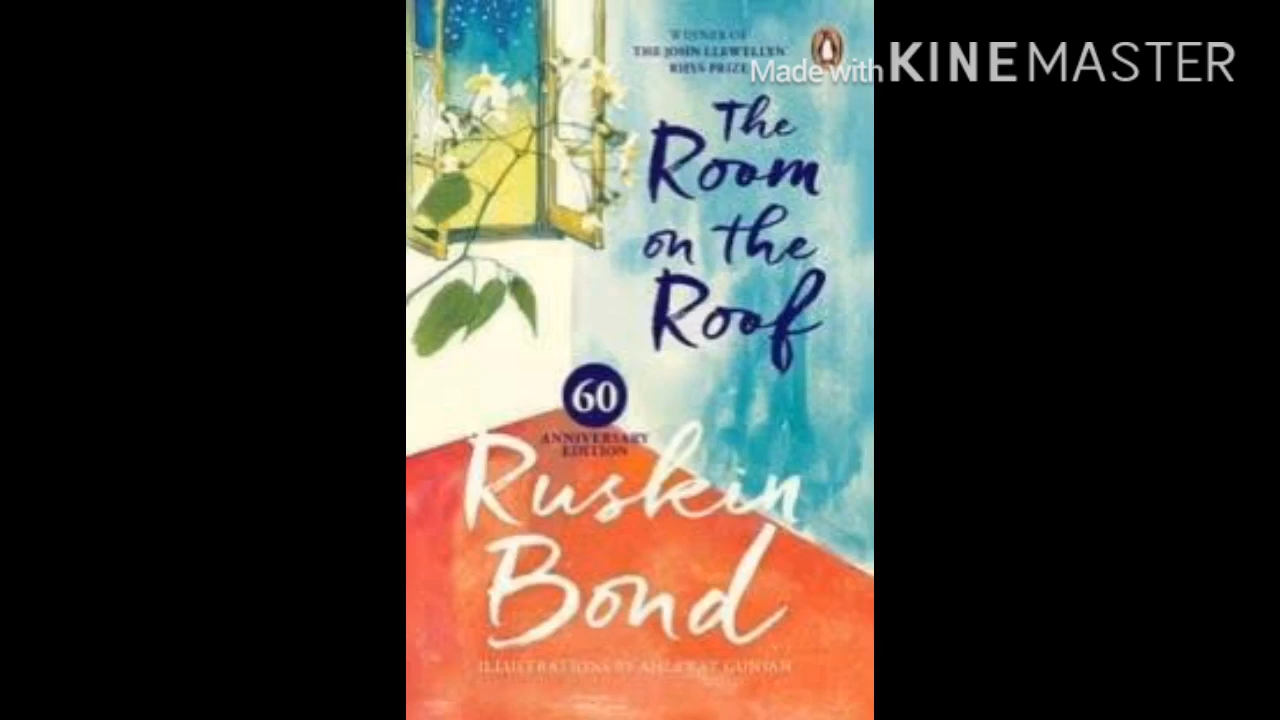 WINNER OF
THE JOHN LLEWELLYN
RHYS PRIZE
Made with KINEMASTER
The
Room
on the
Roof
60
ANNIVERSARY
EDITION
Ruskin
Bond
ILLUSTRATIONS BY GUNJAN